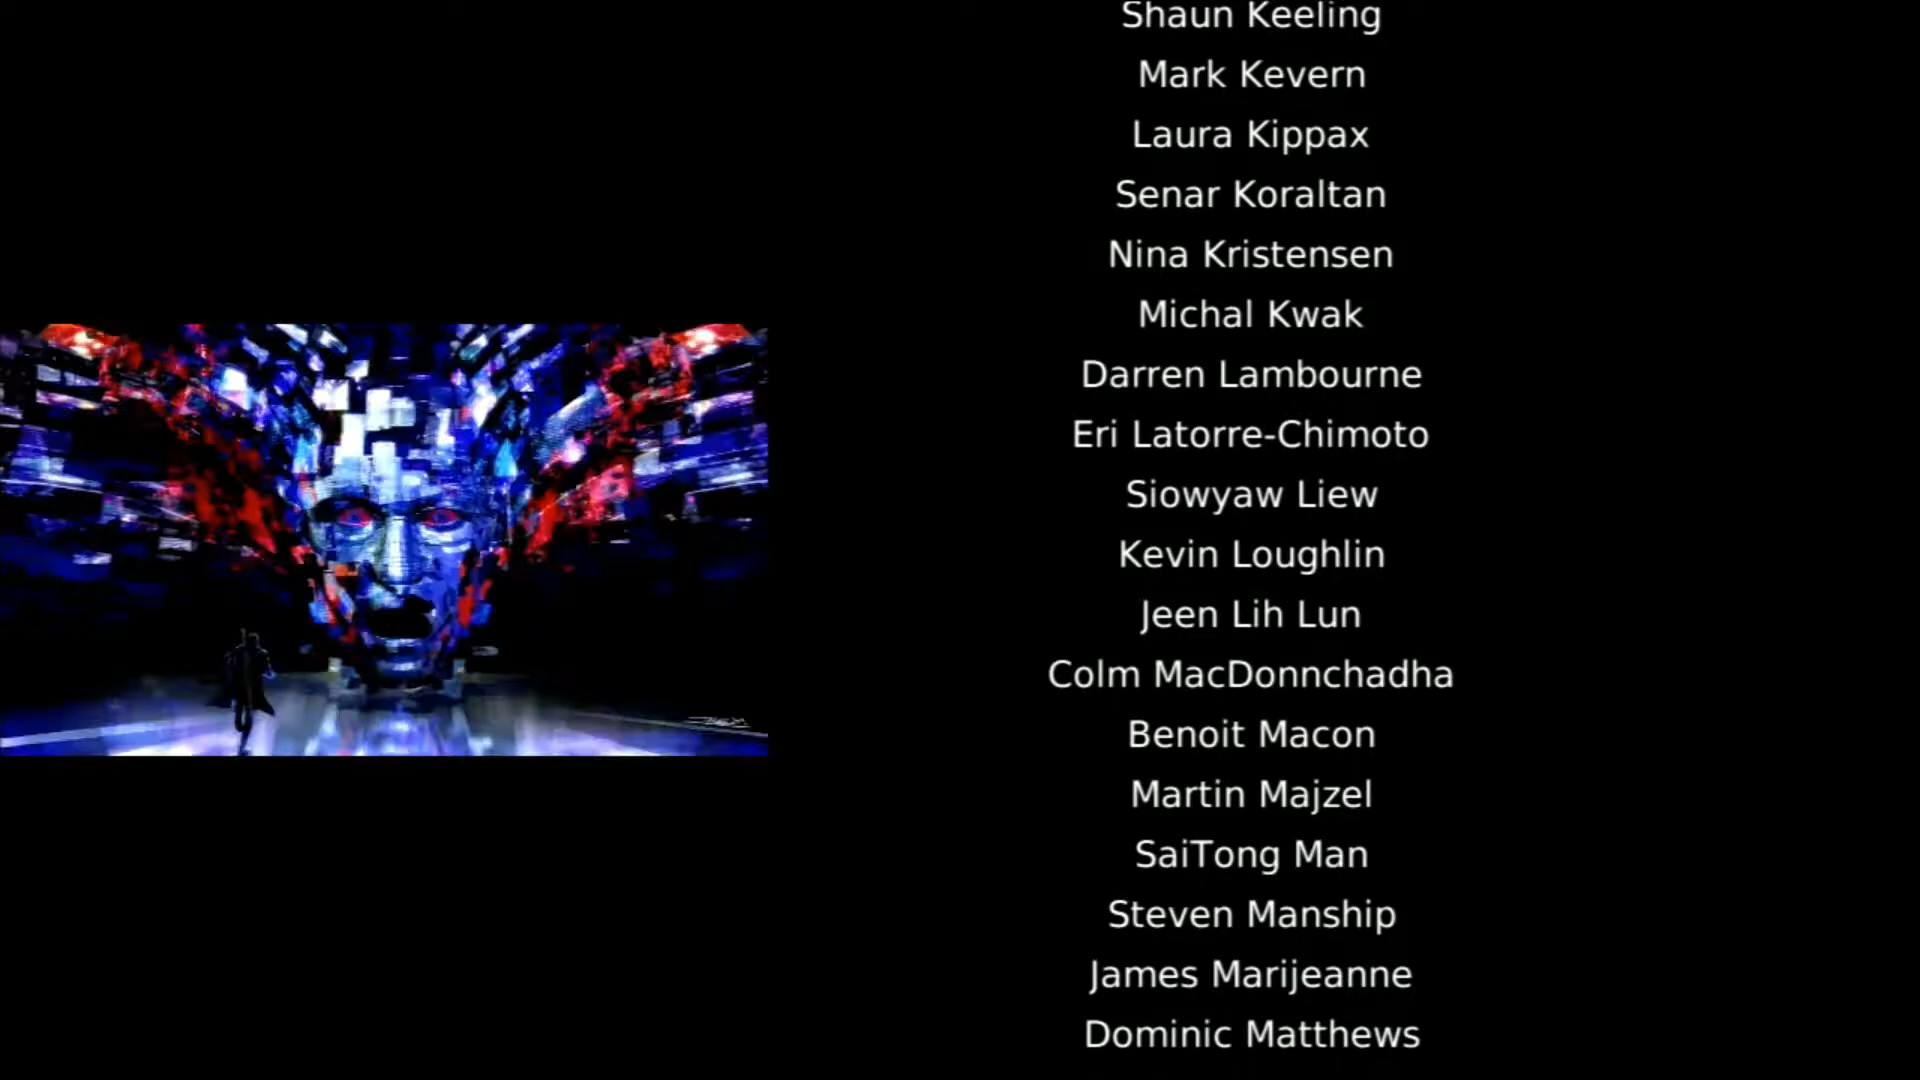 Shaun Keeling
Mark Kevern
Laura Kippax
Senar Koraltan
Nina Kristensen
Michal Kwak
Darren Lambourne
Eri Latorre-Chimoto
Siowyaw Liew
Kevin Loughlin
Jeen Lih Lun
Colm MacDonnchadha
Benoit Macon
Martin Majzel
SaiTong Man
Steven Manship
James Marijeanne
Dominic Matthews